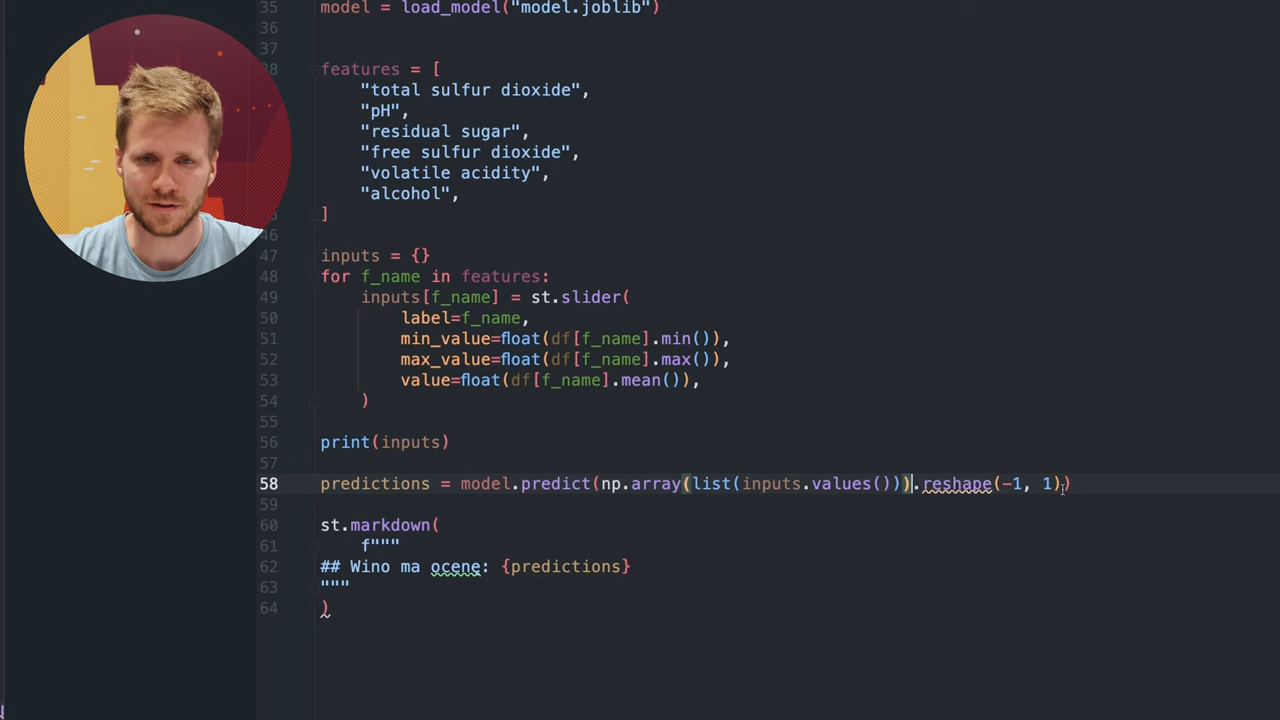 35 model = load_model("model.joblib")
36
37
38 features = [
"total sulfur dioxide",
"pH",
"residual sugar",
"free sulfur dioxide",
"volatile acidity",
"alcohol",
]
46
47 inputs = {}
48 for f_name in features:
49 inputs[f_name] = st.slider(
50 label=f_name,
51 min_value=float(df[f_name].min()),
52 max_value=float(df[f_name].max()),
53 value=float(df[f_name].mean()),
54 )
55
56 print(inputs)
57
58 predictions = model.predict(np.array(list(inputs.values())).reshape(-1, 1))
59
60 st.markdown(
61 f"""
62 ## Wino ma ocene: {predictions}
63 """
64 )